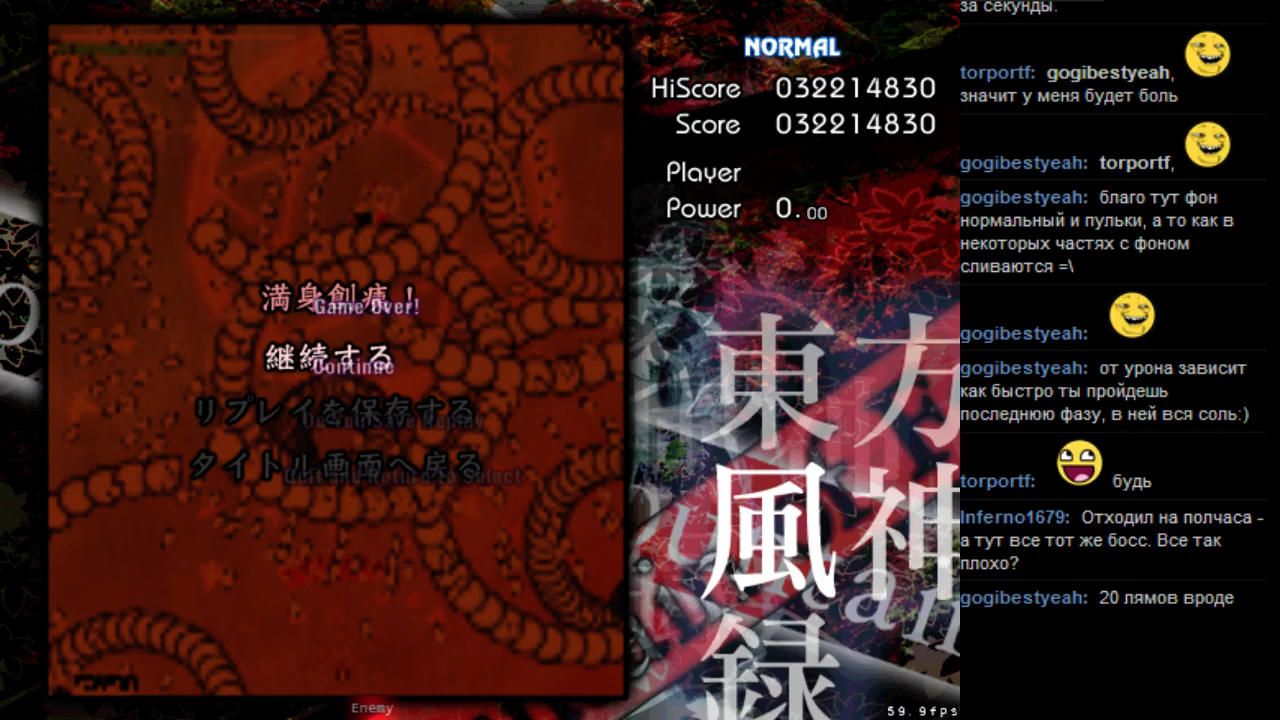 満身創痍！
Game Over!
継続する
Continue
リプレイを保存する
タイトル画面へ戻る
Quit and Return to Select
Enemy
NORMAL
HiScore 032214830
Score 032214830
Player
Power 0.00
東方
風神
録
59.9fps
за секунды.
torportf: gogibestyeah,
значит у меня будет боль
gogibestyeah: torportf,
gogibestyeah: благо тут фон
нормальный и пульки, а то как в
некоторых частях с фоном
сливаются =\
gogibestyeah:
gogibestyeah: от урона зависит
как быстро ты пройдешь
последнюю фазу, в ней вся соль:)
torportf: будь
Inferno1679: Отходил на полчаса -
а тут все тот же босс. Все так
плохо?
gogibestyeah: 20 лямов вроде